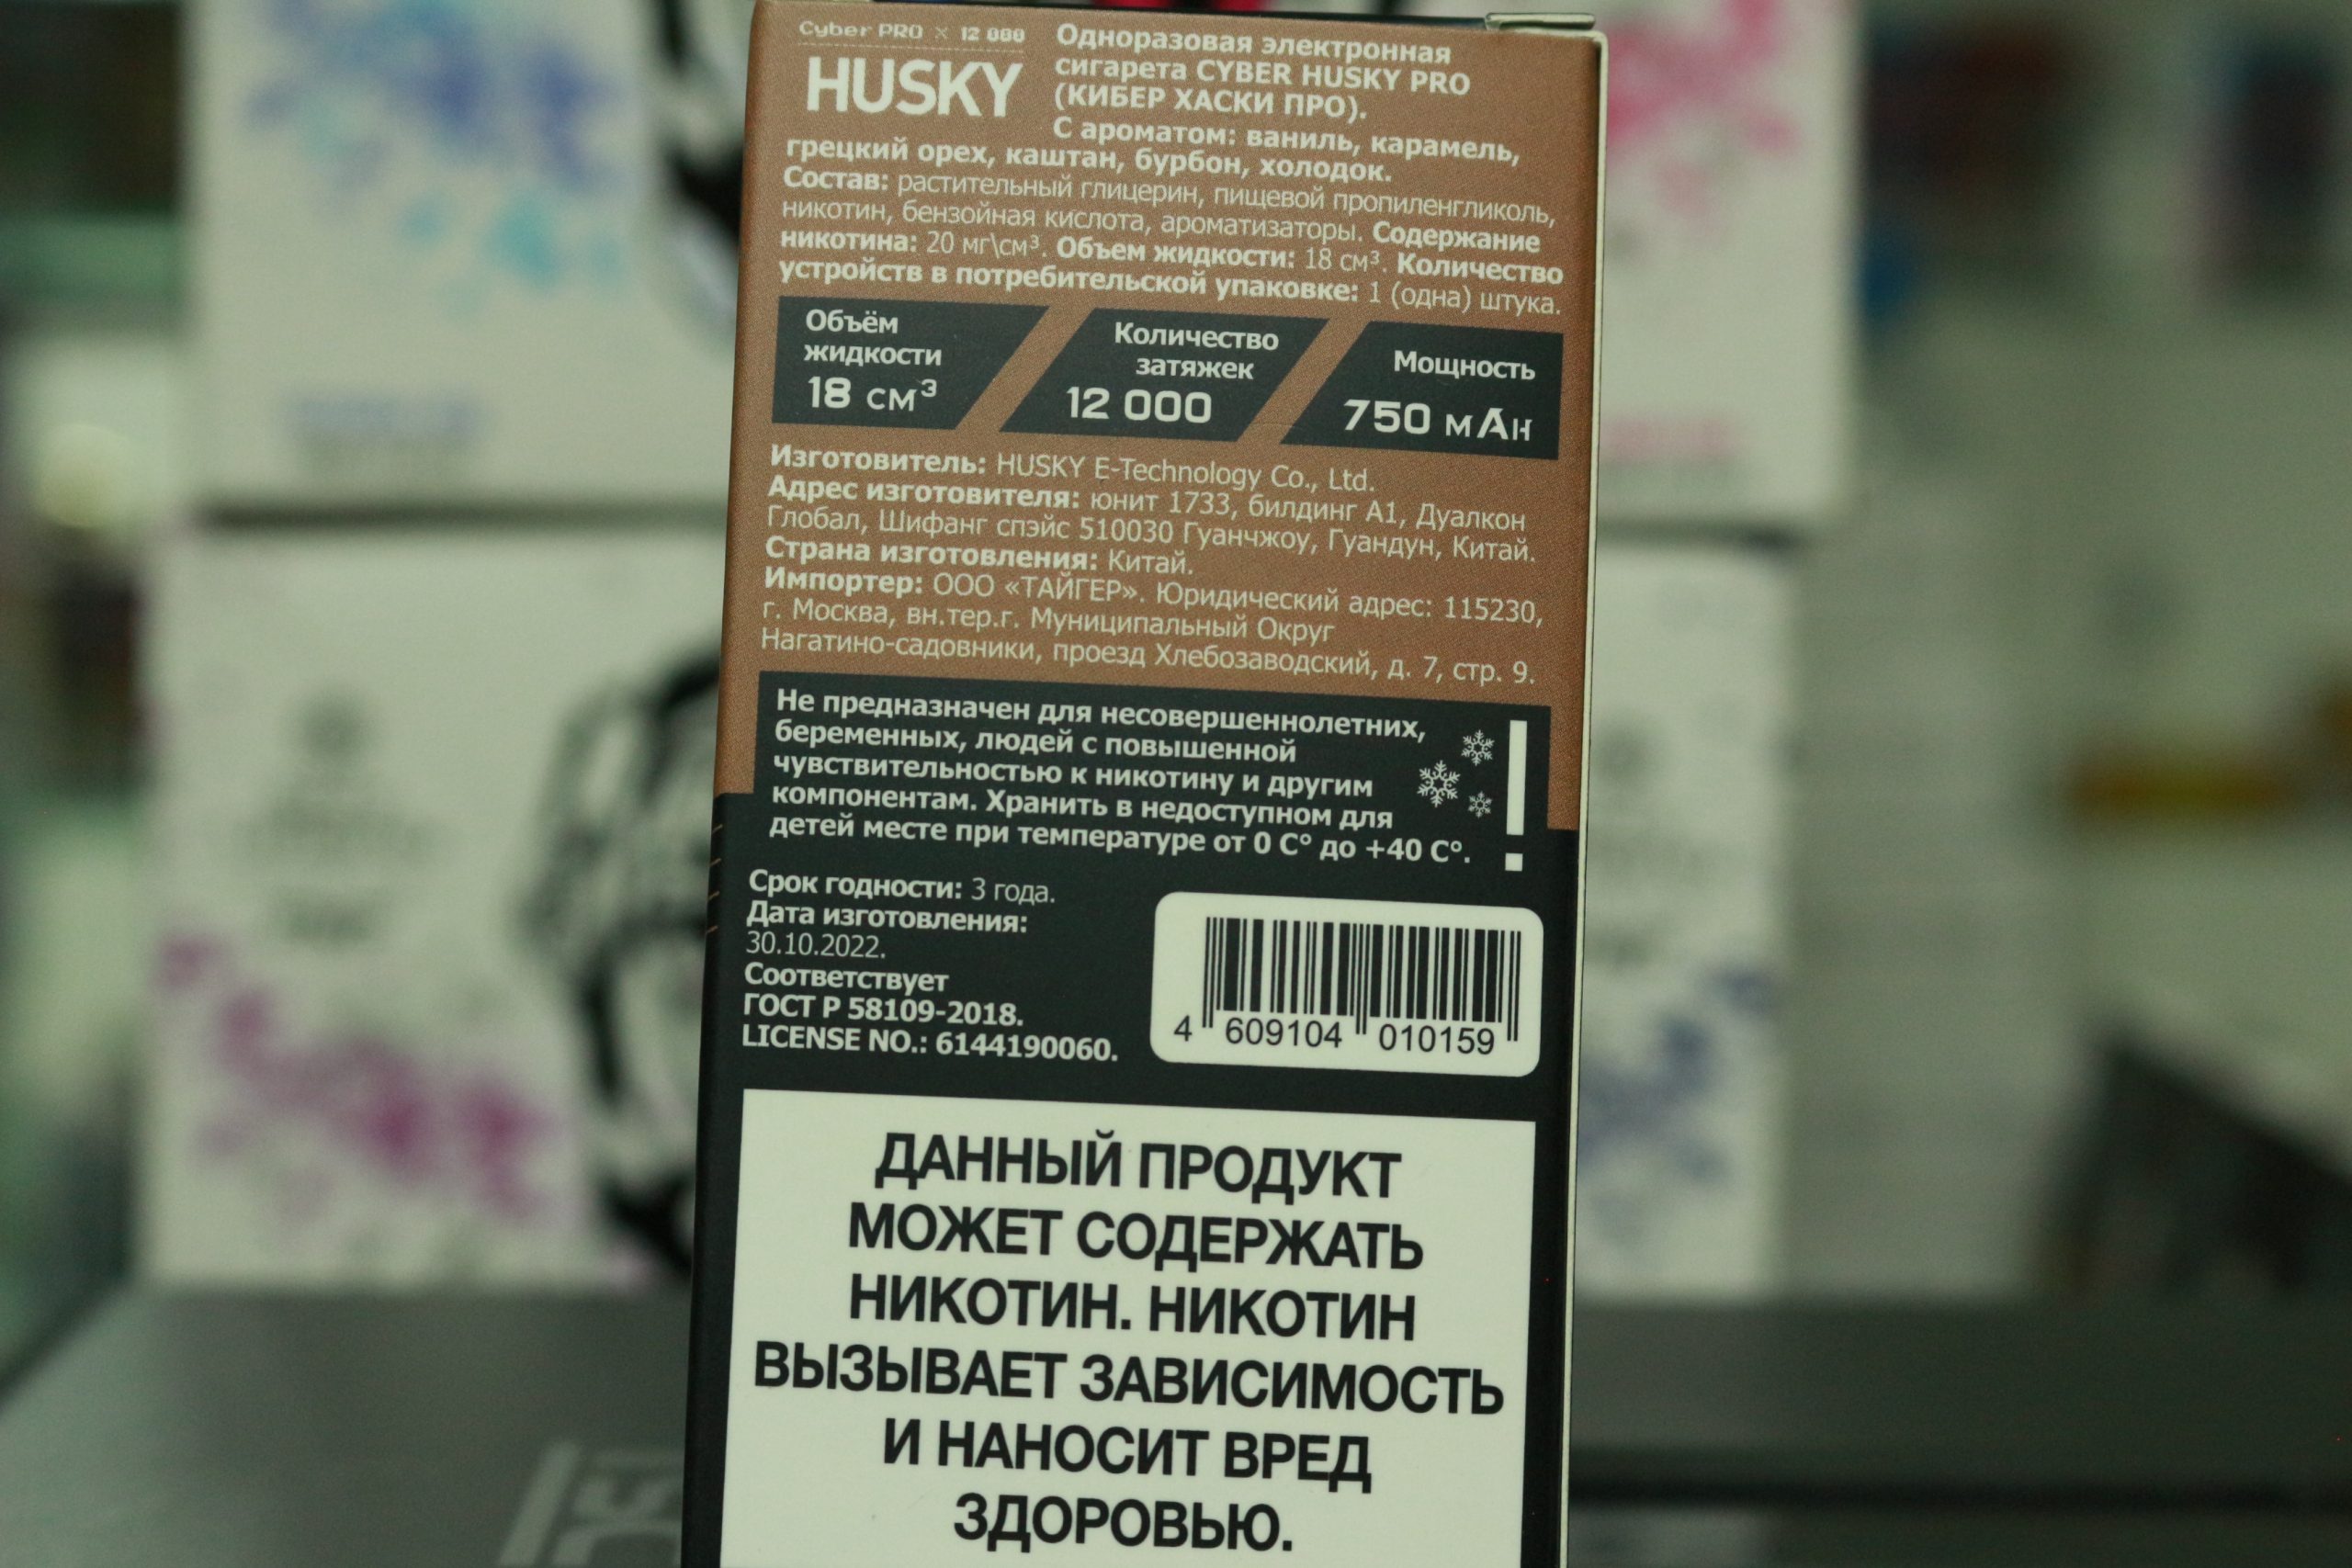 Cyber PRO × 12 000
HUSKY
Одноразовая электронная
сигарета CYBER HUSKY PRO
(КИБЕР ХАСКИ ПРО).
С ароматом: ваниль, карамель,
грецкий орех, каштан, бурбон, холодок.
Состав: растительный глицерин, пищевой пропиленгликоль,
никотин, бензойная кислота, ароматизаторы. Содержание
никотина: 20 мг\см³. Объем жидкости: 18 см³. Количество
устройств в потребительской упаковке: 1 (одна) штука.
Объём
жидкости
18 см³
Количество
затяжек
12 000
Мощность
750 мАн
Изготовитель: HUSKY E-Technology Co., Ltd.
Адрес изготовителя: юнит 1733, билдинг А1, Дуалкон
Глобал, Шифанг спэйс 510030 Гуанчжоу, Гуандун, Китай.
Страна изготовления: Китай.
Импортер: ООО «ТАЙГЕР». Юридический адрес: 115230,
г. Москва, вн.тер.г. Муниципальный Округ
Нагатино-садовники, проезд Хлебозаводский, д. 7, стр. 9.
Не предназначен для несовершеннолетних,
беременных, людей с повышенной
чувствительностью к никотину и другим
компонентам. Хранить в недоступном для
детей месте при температуре от 0 С° до +40 С°.
!
Срок годности: 3 года.
Дата изготовления:
30.10.2022.
Соответствует
ГОСТ Р 58109-2018.
LICENSE NO.: 6144190060.
4 609104 010159
ДАННЫЙ ПРОДУКТ
МОЖЕТ СОДЕРЖАТЬ
НИКОТИН. НИКОТИН
ВЫЗЫВАЕТ ЗАВИСИМОСТЬ
И НАНОСИТ ВРЕД
ЗДОРОВЬЮ.